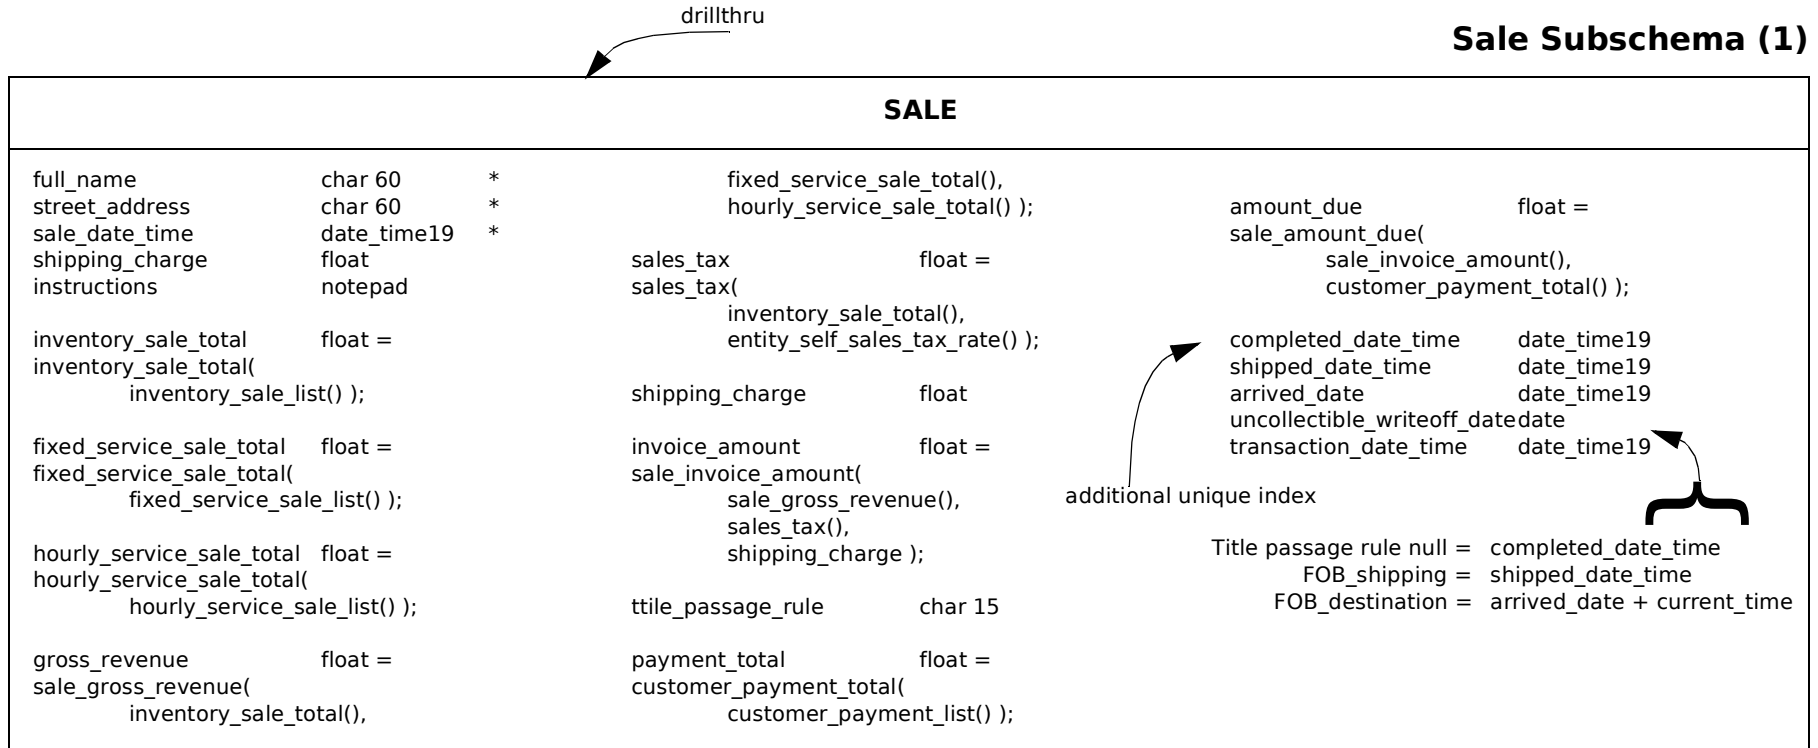 drillthru
Sale Subschema (1)
SALE
full_name char 60 *
street_address char 60 *
sale_date_time date_time19 *
shipping_charge float
instructions notepad
inventory_sale_total float =
inventory_sale_total(
inventory_sale_list() );
fixed_service_sale_total float =
fixed_service_sale_total(
fixed_service_sale_list() );
hourly_service_sale_total float =
hourly_service_sale_total(
hourly_service_sale_list() );
gross_revenue float =
sale_gross_revenue(
inventory_sale_total(),
fixed_service_sale_total(),
hourly_service_sale_total() );
sales_tax float =
sales_tax(
inventory_sale_total(),
entity_self_sales_tax_rate() );
shipping_charge float
invoice_amount float =
sale_invoice_amount(
sale_gross_revenue(),
sales_tax(),
shipping_charge );
ttile_passage_rule char 15
payment_total float =
customer_payment_total(
customer_payment_list() );
amount_due float =
sale_amount_due(
sale_invoice_amount(),
customer_payment_total() );
completed_date_time date_time19
shipped_date_time date_time19
arrived_date date_time19
uncollectible_writeoff_date date
transaction_date_time date_time19
additional unique index
Title passage rule null = completed_date_time
FOB_shipping = shipped_date_time
FOB_destination = arrived_date + current_time